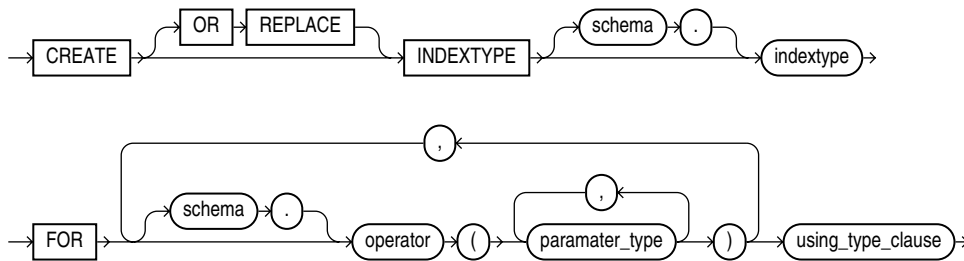 OR REPLACE schema .
CREATE INDEXTYPE indextype
,
schema . ,
FOR operator ( paramater_type ) using_type_clause